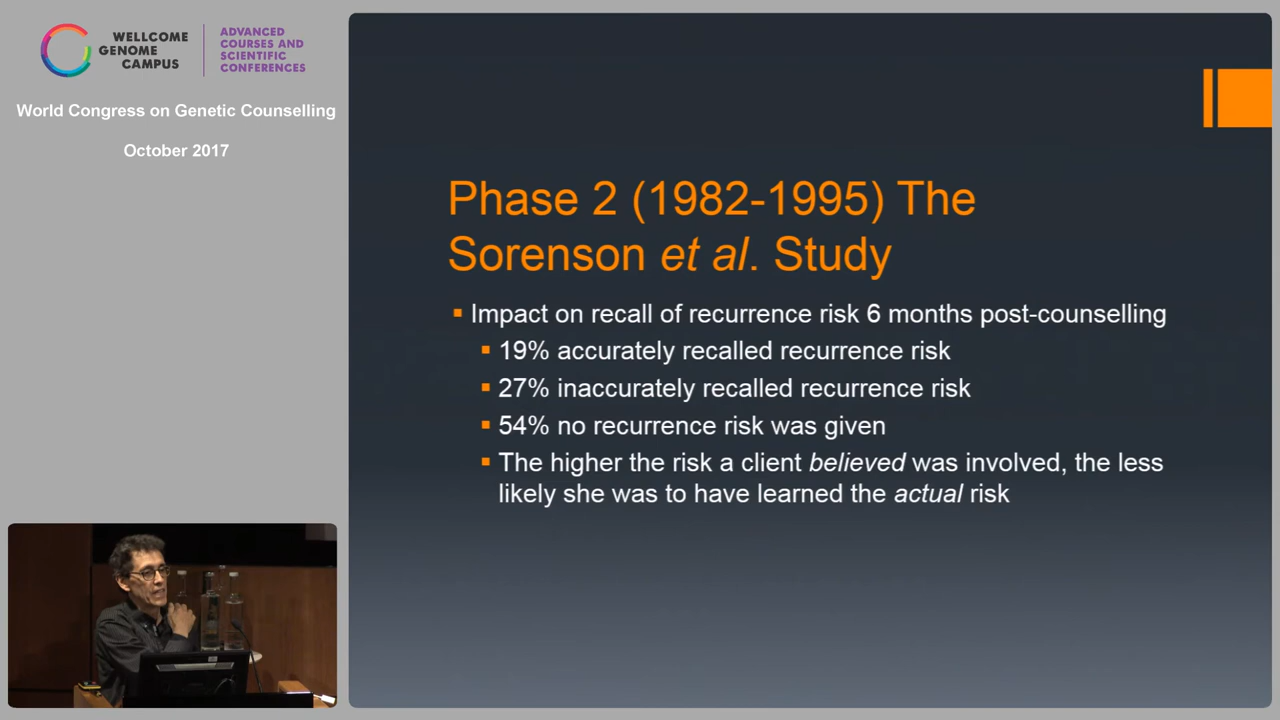 WELLCOME
GENOME
CAMPUS
ADVANCED
COURSES AND
SCIENTIFIC
CONFERENCES
World Congress on Genetic Counselling
October 2017
Phase 2 (1982-1995) The
Sorenson et al. Study
Impact on recall of recurrence risk 6 months post-counselling
19% accurately recalled recurrence risk
27% inaccurately recalled recurrence risk
54% no recurrence risk was given
The higher the risk a client believed was involved, the less
likely she was to have learned the actual risk